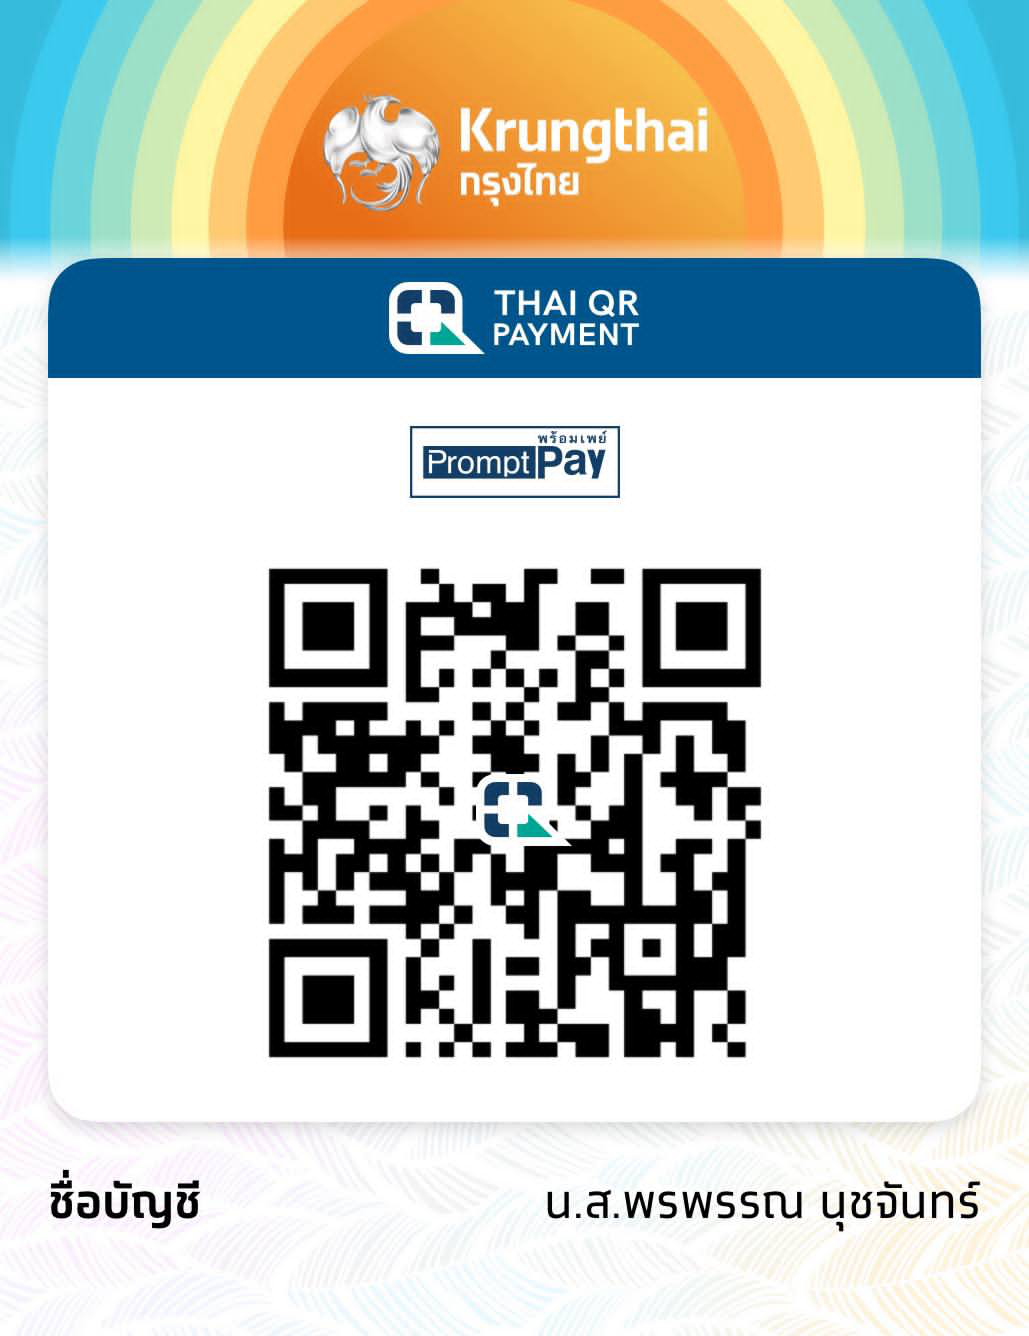 Krungthai
กรุงไทย
THAI QR
PAYMENT
พร้อมเพย์
PromptPay
ชื่อบัญชี น.ส.พรพรรณ นุชจันทร์